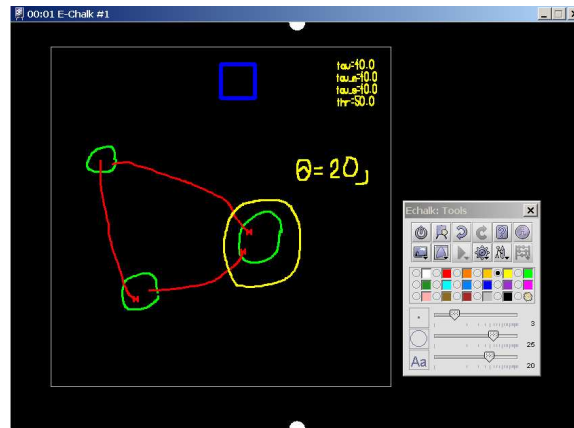 00:01 E-Chalk #1
tau=10.0
tau_m=10.0
tau_s=10.0
thr=50.0
θ=20
Echalk: Tools
3
25
Aa
20